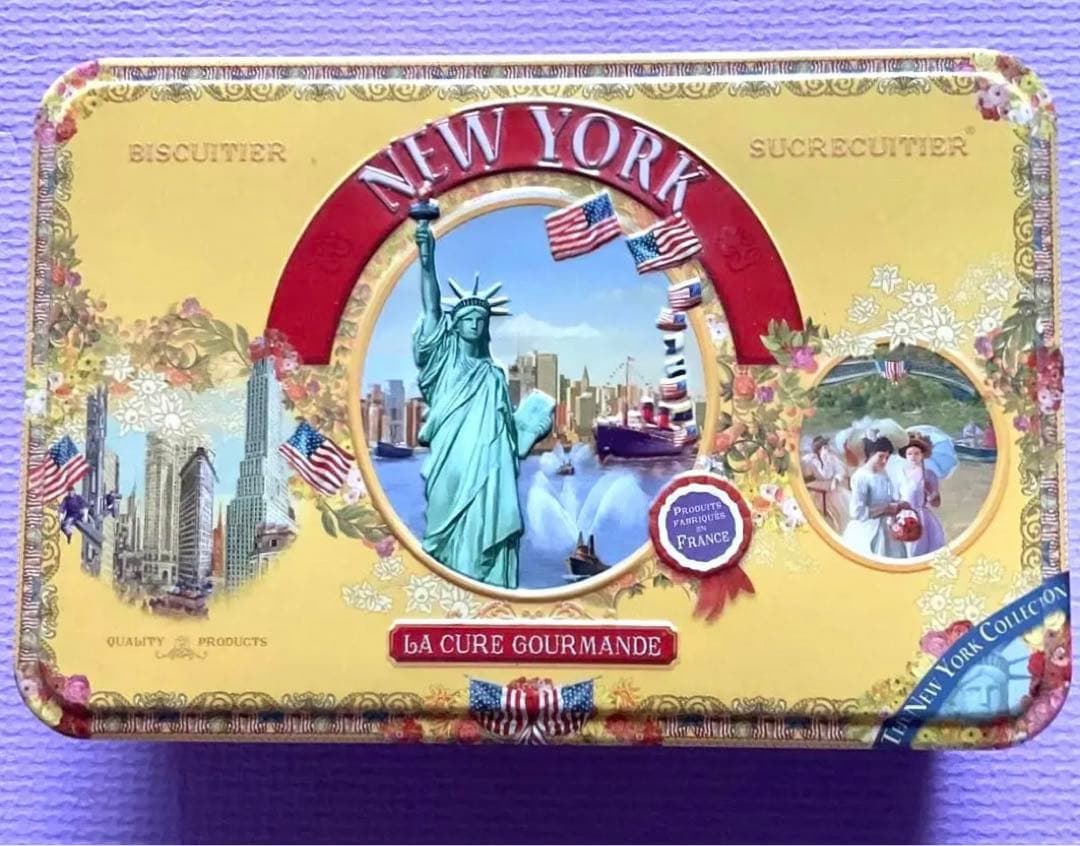 NEW YORK
BISCUITIER
SUCRECUITIER®
PRODUITS
FABRIQUÉS
EN
FRANCE
QUALITY PRODUCTS
LA CURE GOURMANDE
THE NEW YORK COLLECTION